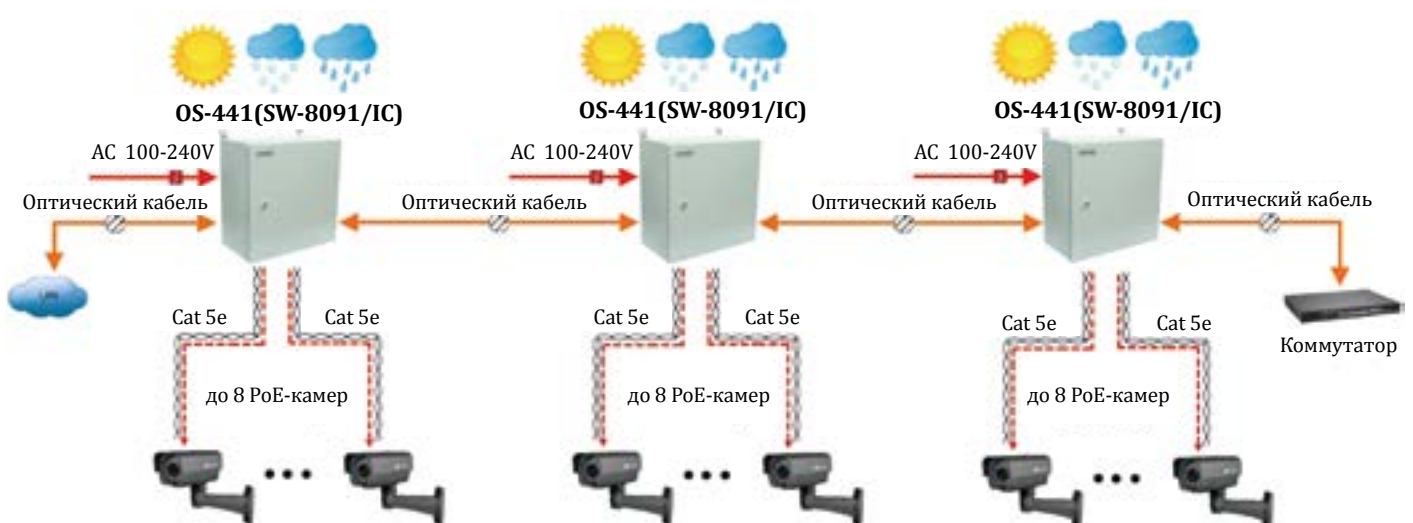 OS-441(SW-8091/IC)
OS-441(SW-8091/IC)
OS-441(SW-8091/IC)
AC 100-240V
AC 100-240V
AC 100-240V
Оптический кабель
Оптический кабель
Оптический кабель
Оптический кабель
Cat 5e
Cat 5e
Cat 5e
Cat 5e
Cat 5e
Cat 5e
Коммутатор
до 8 PoE-камер
до 8 PoE-камер
до 8 PoE-камер